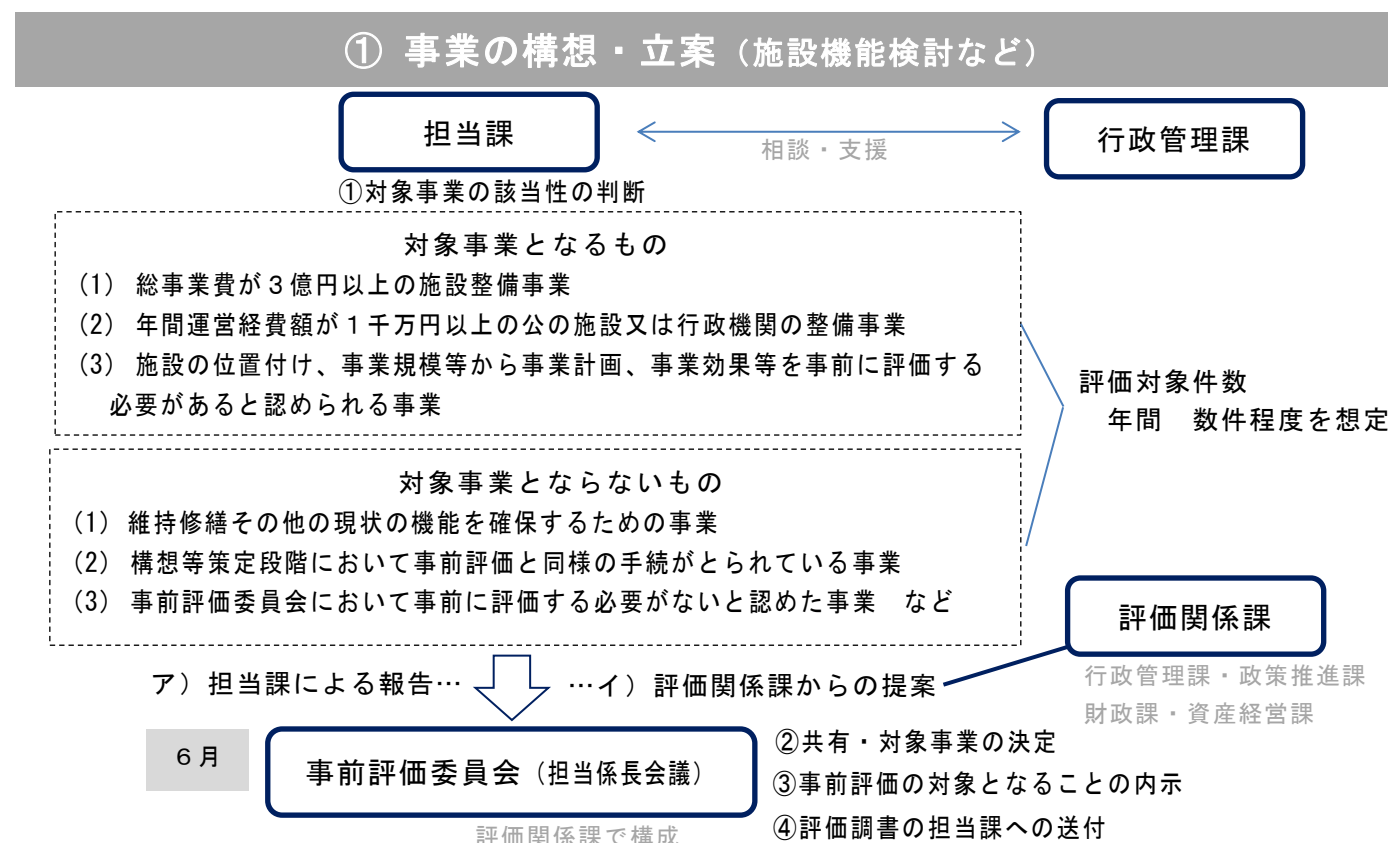 ① 事業の構想・立案（施設機能検討など）
担当課
相談・支援
行政管理課
①対象事業の該当性の判断
対象事業となるもの
(1) 総事業費が３億円以上の施設整備事業
(2) 年間運営経費額が１千万円以上の公の施設又は行政機関の整備事業
(3) 施設の位置付け、事業規模等から事業計画、事業効果等を事前に評価する
必要があると認められる事業
評価対象件数
年間　数件程度を想定
対象事業とならないもの
(1) 維持修繕その他の現状の機能を確保するための事業
(2) 構想等策定段階において事前評価と同様の手続がとられている事業
(3) 事前評価委員会において事前に評価する必要がないと認めた事業　など
評価関係課
行政管理課・政策推進課
財政課・資産経営課
ア）担当課による報告…
…イ）評価関係課からの提案
６月
事前評価委員会（担当係長会議）
評価関係課で構成
②共有・対象事業の決定
③事前評価の対象となることの内示
④評価調書の担当課への送付